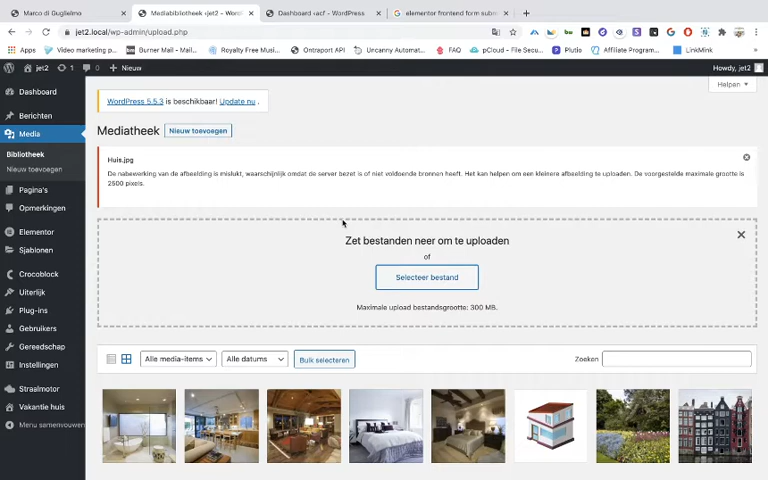 Marco di Guglielmo
Mediabibliotheek ‹jet2 - Word
Dashboard ‹acf - WordPress
elementor frontend form subm
jet2.local/wp-admin/upload.php
Apps
Video marketing p...
Burner Mail - Mark...
Royalty Free Musi...
Ontraport API
Uncanny Automat...
FAQ
pCloud - File Secu...
Plutio
Affiliate Program...
LinkMink
jet2
1
0
Nieuw
Howdy, jet2
Helpen
Dashboard
Berichten
Media
Bibliotheek
Nieuw toevoegen
Pagina's
Opmerkingen
Elementor
Sjablonen
Crocoblock
Uiterlijk
Plug-ins
Gebruikers
Gereedschap
Instellingen
Straalmotor
Vakantie huis
Menu samenvouwen
WordPress 5.5.3 is beschikbaar! Update nu .
Mediatheek
Nieuw toevoegen
Huis.jpg
De nabewerking van de afbeelding is mislukt, waarschijnlijk omdat de server bezet is of niet voldoende bronnen heeft. Het kan helpen om een kleinere afbeelding te uploaden. De voorgestelde maximale grootte is
2500 pixels.
Zet bestanden neer om te uploaden
of
Selecteer bestand
Maximale upload bestandsgrootte: 300 MB.
Alle media-items
Alle datums
Bulk selecteren
Zoeken